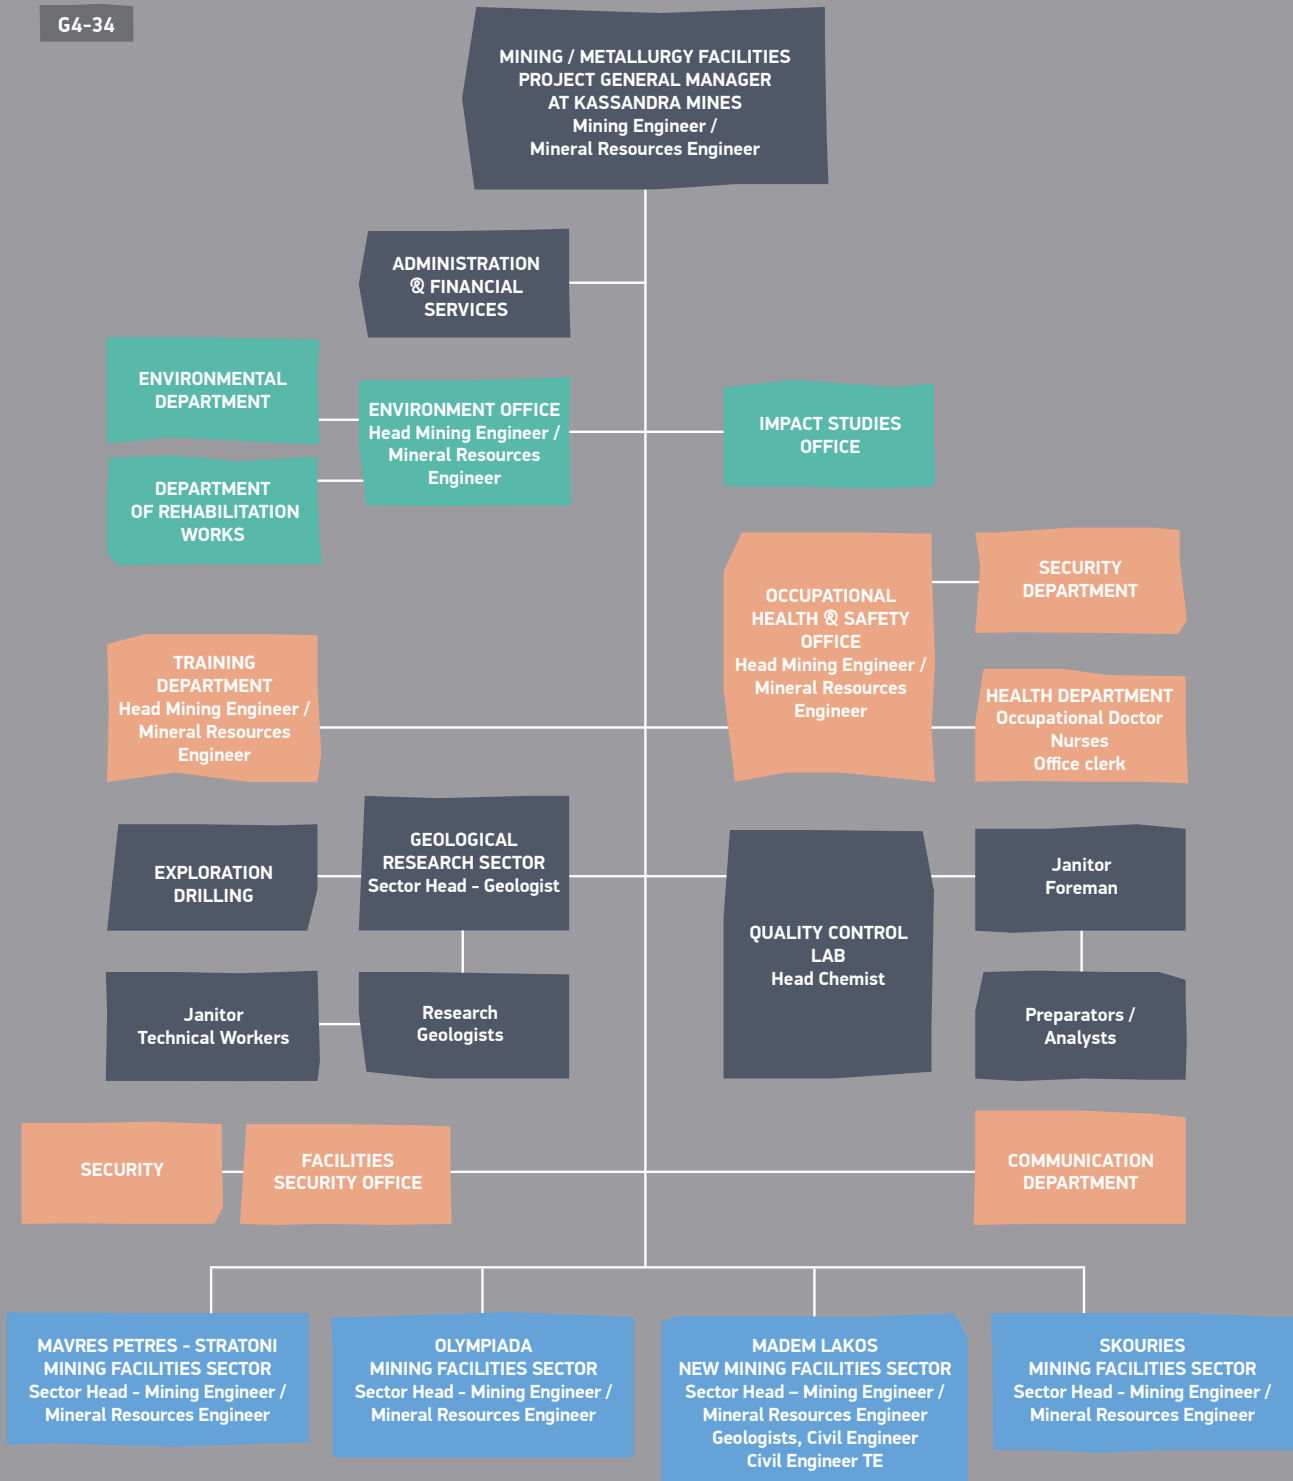 G4-34
MINING / METALLURGY FACILITIES
PROJECT GENERAL MANAGER
AT KASSANDRA MINES
Mining Engineer /
Mineral Resources Engineer
ADMINISTRATION
& FINANCIAL
SERVICES
ENVIRONMENTAL
DEPARTMENT
ENVIRONMENT OFFICE
Head Mining Engineer /
Mineral Resources
Engineer
IMPACT STUDIES
OFFICE
DEPARTMENT
OF REHABILITATION
WORKS
OCCUPATIONAL
HEALTH & SAFETY
OFFICE
Head Mining Engineer /
Mineral Resources
Engineer
SECURITY
DEPARTMENT
TRAINING
DEPARTMENT
Head Mining Engineer /
Mineral Resources
Engineer
HEALTH DEPARTMENT
Occupational Doctor
Nurses
Office clerk
EXPLORATION
DRILLING
GEOLOGICAL
RESEARCH SECTOR
Sector Head - Geologist
QUALITY CONTROL
LAB
Head Chemist
Janitor
Foreman
Janitor
Technical Workers
Research
Geologists
Preparators /
Analysts
SECURITY
FACILITIES
SECURITY OFFICE
COMMUNICATION
DEPARTMENT
MAVRES PETRES - STRATONI
MINING FACILITIES SECTOR
Sector Head - Mining Engineer /
Mineral Resources Engineer
OLYMPIADA
MINING FACILITIES SECTOR
Sector Head - Mining Engineer /
Mineral Resources Engineer
MADEM LAKOS
NEW MINING FACILITIES SECTOR
Sector Head – Mining Engineer /
Mineral Resources Engineer
Geologists, Civil Engineer
Civil Engineer TE
SKOURIES
MINING FACILITIES SECTOR
Sector Head - Mining Engineer /
Mineral Resources Engineer